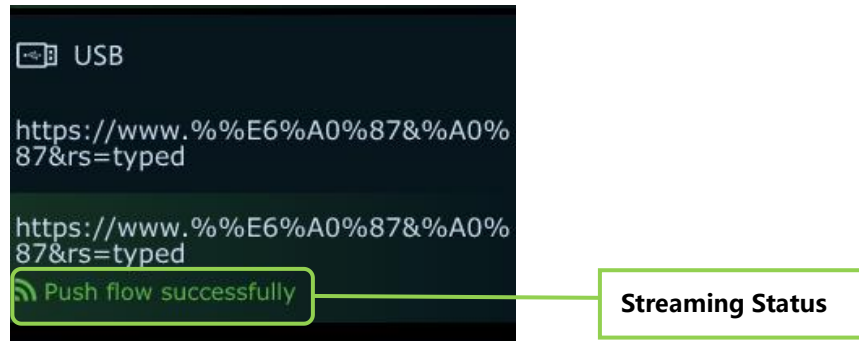 USB
https://www.%%E6%A0%87&%A0%
87&rs=typed
https://www.%%E6%A0%87&%A0%
87&rs=typed
Push flow successfully
Streaming Status